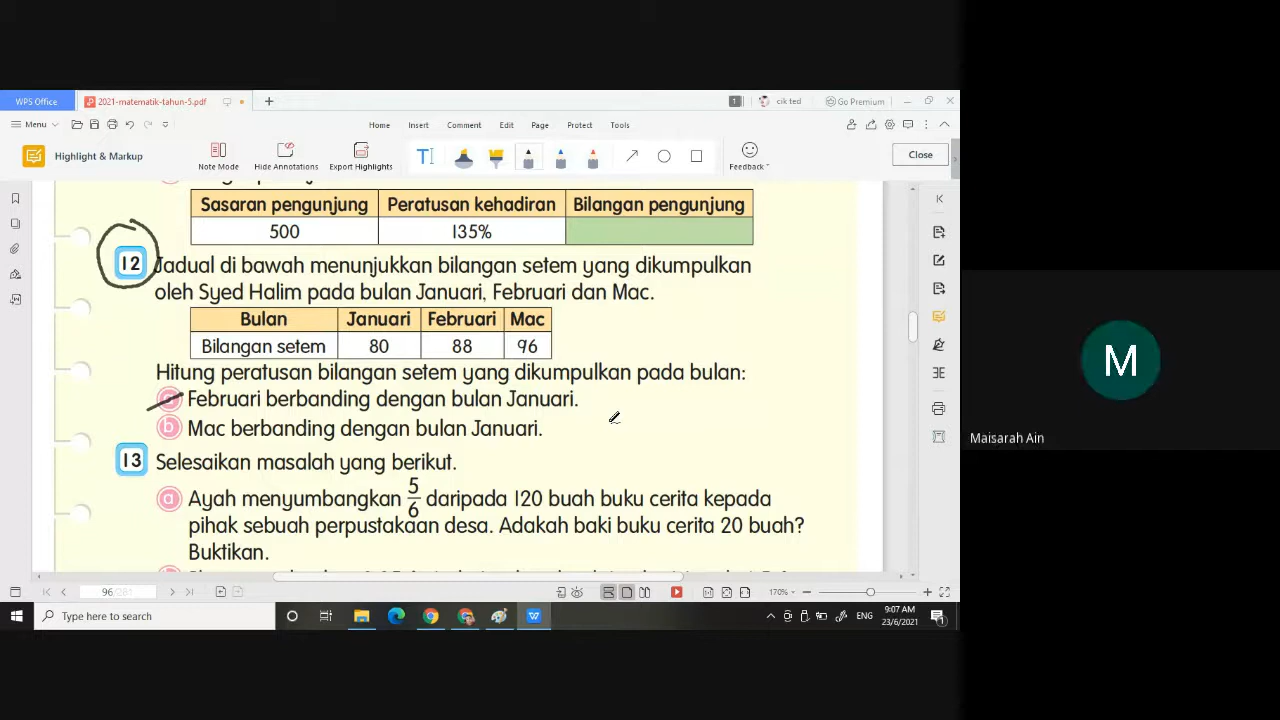 WPS Office
2021-matematik-tahun-5.pdf
1
cik ted
Go Premium
Menu
Home
Insert
Comment
Edit
Page
Protect
Tools
Highlight & Markup
Note Mode
Hide Annotations
Export Highlights
Feedback
Close
Sasaran pengunjung Peratusan kehadiran Bilangan pengunjung
500 135%
12 Jadual di bawah menunjukkan bilangan setem yang dikumpulkan
oleh Syed Halim pada bulan Januari, Februari dan Mac.
Bulan Januari Februari Mac
Bilangan setem 80 88 96
Hitung peratusan bilangan setem yang dikumpulkan pada bulan:
a Februari berbanding dengan bulan Januari.
b Mac berbanding dengan bulan Januari.
13 Selesaikan masalah yang berikut.
a Ayah menyumbangkan 5/6 daripada 120 buah buku cerita kepada
pihak sebuah perpustakaan desa. Adakah baki buku cerita 20 buah?
Buktikan.
M
Maisarah Ain
170%
Type here to search
ENG
9:07 AM
23/6/2021